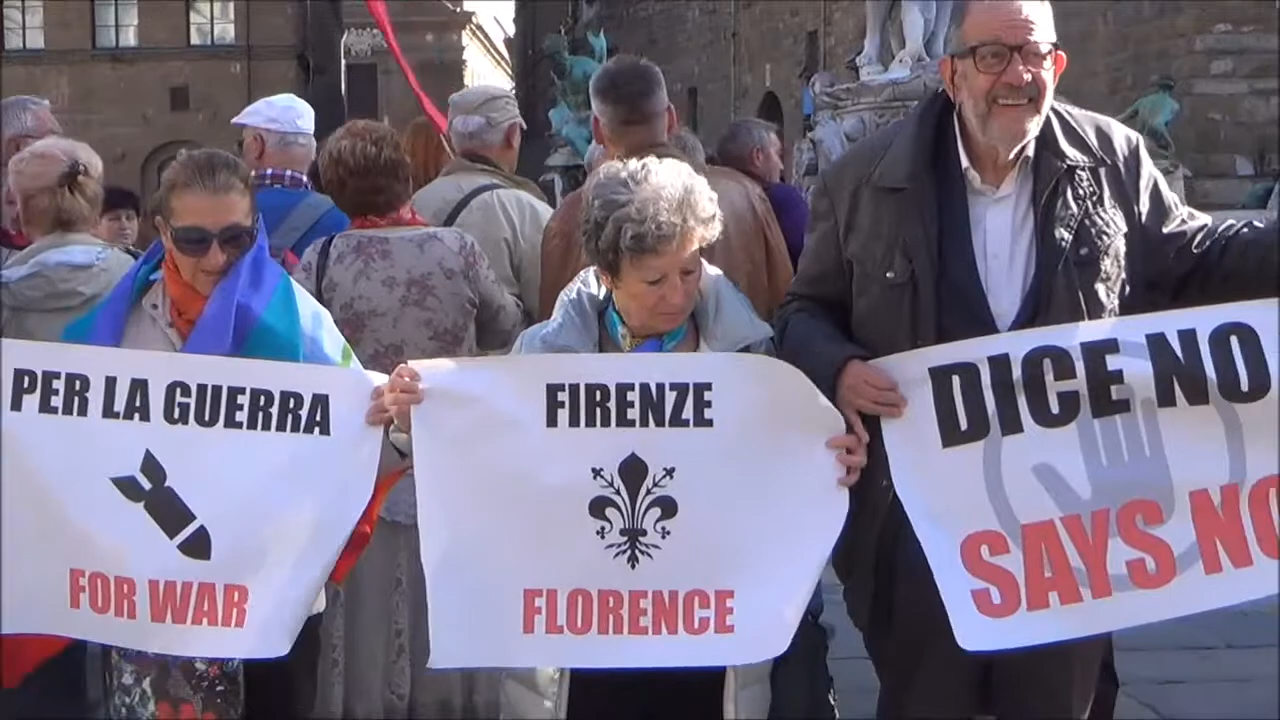 PER LA GUERRA
FOR WAR
FIRENZE
FLORENCE
DICE NO
SAYS NO